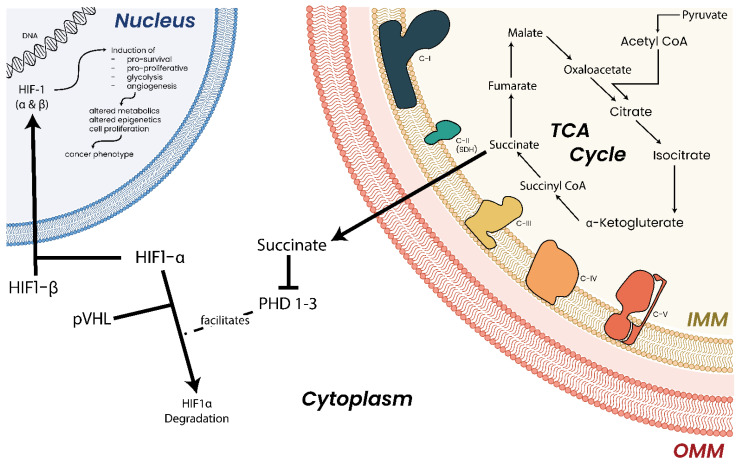 Nucleus
DNA
HIF-1
(α & β)
Induction of
- pro-survival
- pro-proliferative
- glycolysis
- angiogenesis
altered metabolics
altered epigenetics
cell proliferation
cancer phenotype
HIF1-β
HIF1-α
pVHL
facilitates
Succinate
PHD 1-3
HIF1α
Degradation
Cytoplasm
C-I
C-II
(SDH)
C-III
C-IV
C-V
Pyruvate
Acetyl CoA
Malate
Oxaloacetate
Citrate
Fumarate
TCA
Cycle
Isocitrate
Succinate
Succinyl CoA
α-Ketogluterate
IMM
OMM